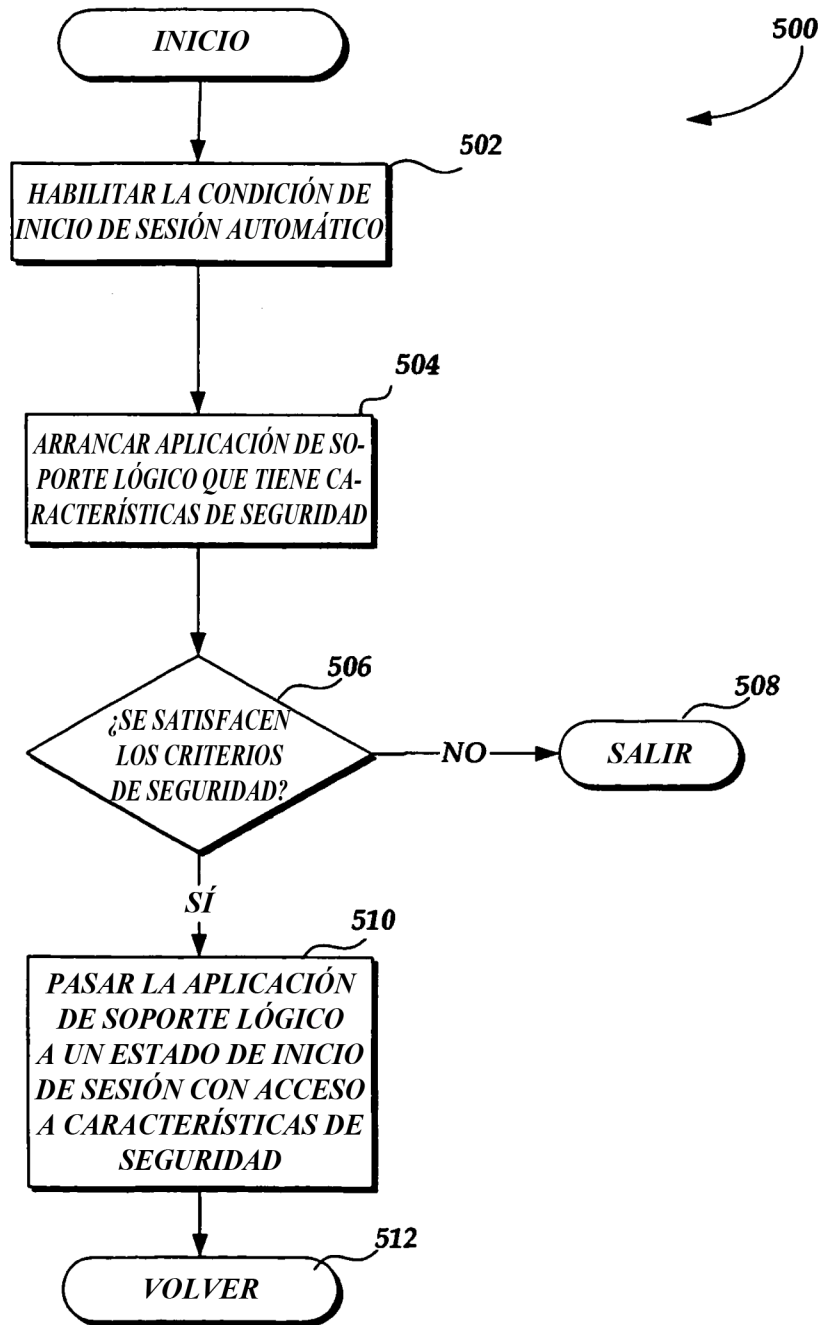 INICIO
500
502
HABILITAR LA CONDICIÓN DE
INICIO DE SESIÓN AUTOMÁTICO
504
ARRANCAR APLICACIÓN DE SO-
PORTE LÓGICO QUE TIENE CA-
RACTERÍSTICAS DE SEGURIDAD
506
¿SE SATISFACEN
LOS CRITERIOS
DE SEGURIDAD?
NO
508
SALIR
SÍ
510
PASAR LA APLICACIÓN
DE SOPORTE LÓGICO
A UN ESTADO DE INICIO
DE SESIÓN CON ACCESO
A CARACTERÍSTICAS DE
SEGURIDAD
512
VOLVER